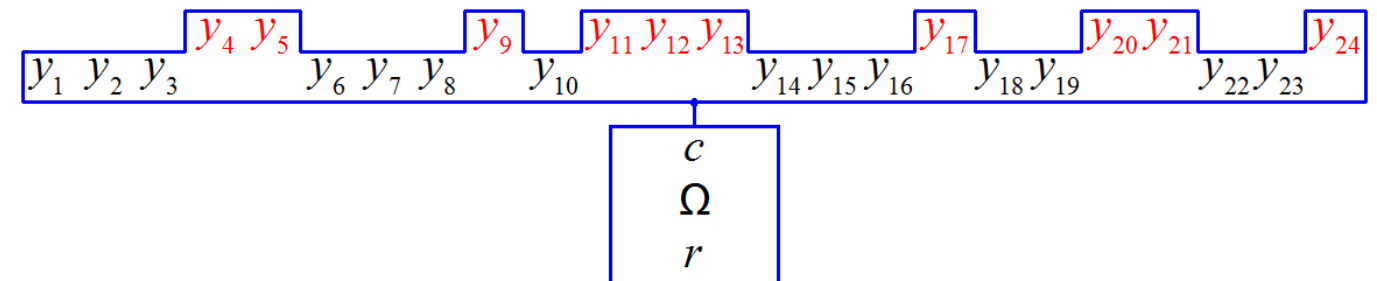 y₁ y₂ y₃ y₄ y₅ y₆ y₇ y₈ y₉ y₁₀ y₁₁ y₁₂ y₁₃ y₁₄ y₁₅ y₁₆ y₁₇ y₁₈ y₁₉ y₂₀ y₂₁ y₂₂ y₂₃ y₂₄
c
Ω
r